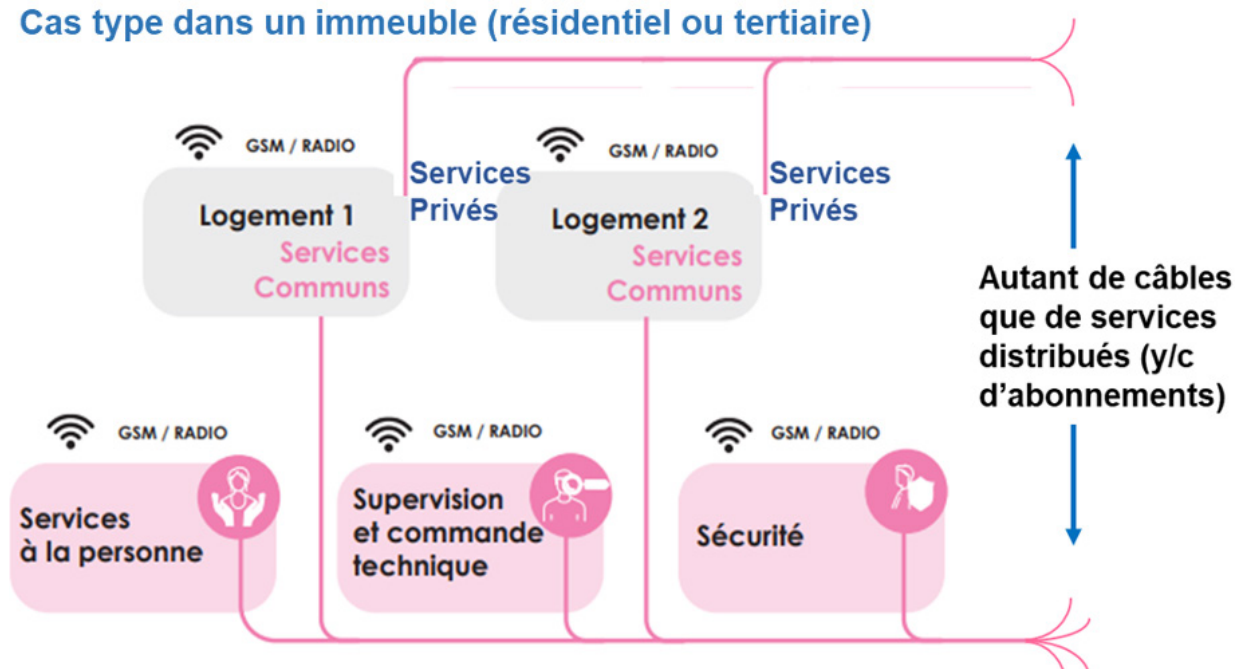 Cas type dans un immeuble (résidentiel ou tertiaire)
GSM / RADIO
GSM / RADIO
Services
Privés
Services
Privés
Logement 1
Services
Communs
Logement 2
Services
Communs
Autant de câbles
que de services
distribués (y/c
d’abonnements)
GSM / RADIO
GSM / RADIO
GSM / RADIO
Services
à la personne
Supervision
et commande
technique
Sécurité